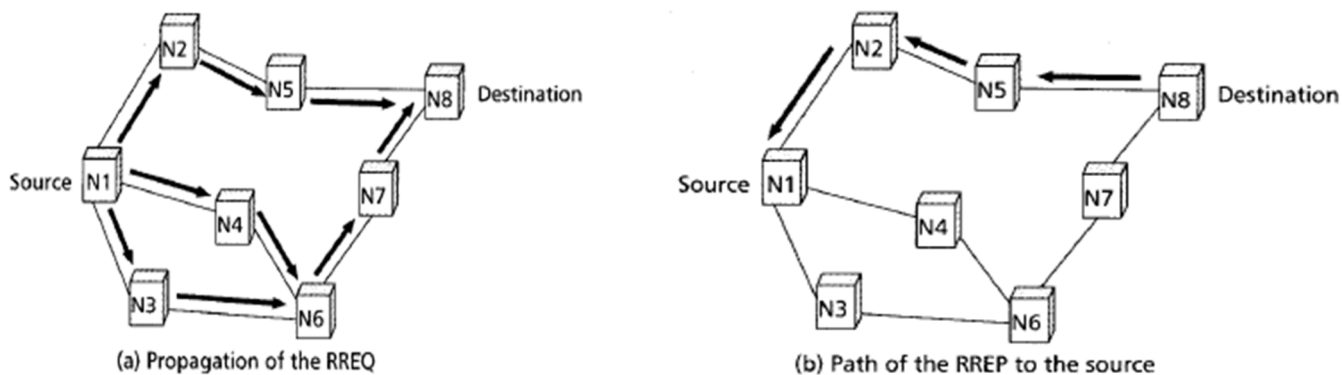 N2
N5
N8 Destination
Source N1
N7
N4
N3
N6
(a) Propagation of the RREQ
N2
N5
N8 Destination
Source N1
N7
N4
N3
N6
(b) Path of the RREP to the source